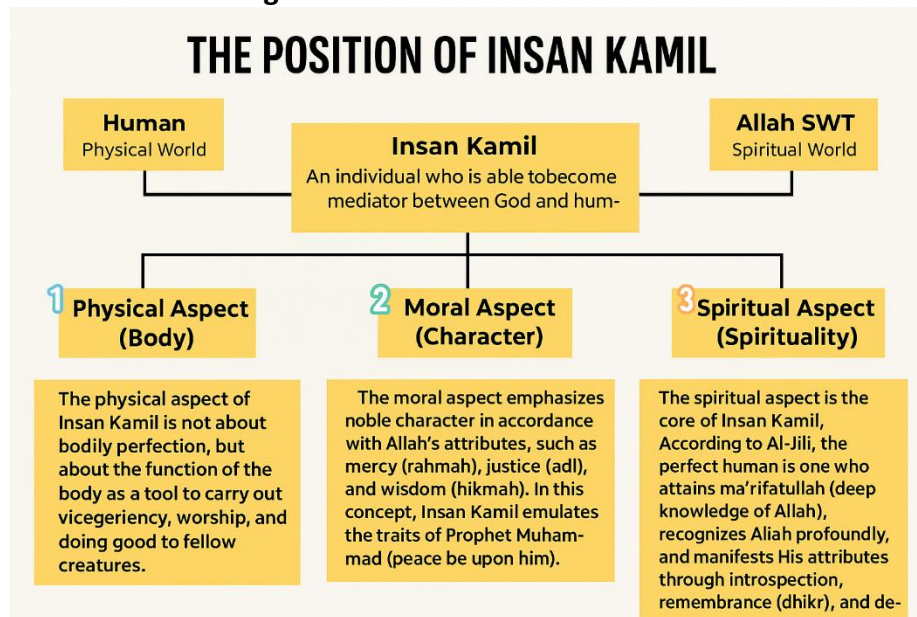 THE POSITION OF INSAN KAMIL
Human
Physical World
Insan Kamil
An individual who is able tobecome
mediator between God and hum-
Allah SWT
Spiritual World
1
Physical Aspect
(Body)
The physical aspect of
Insan Kamil is not about
bodily perfection, but
about the function of the
body as a tool to carry out
vicegeriency, worship, and
doing good to fellow
creatures.
2
Moral Aspect
(Character)
The moral aspect emphasizes
noble character in accordance
with Allah's attributes, such as
mercy (rahmah), justice (adl),
and wisdom (hikmah). In this
concept, Insan Kamil emulates
the traits of Prophet Muham-
mad (peace be upon him).
3
Spiritual Aspect
(Spirituality)
The spiritual aspect is the
core of Insan Kamil,
According to Al-Jili, the
perfect human is one who
attains ma'rifatullah (deep
knowledge of Allah),
recognizes Aliah profoundly,
and manifests His attributes
through introspection,
remembrance (dhikr), and de-